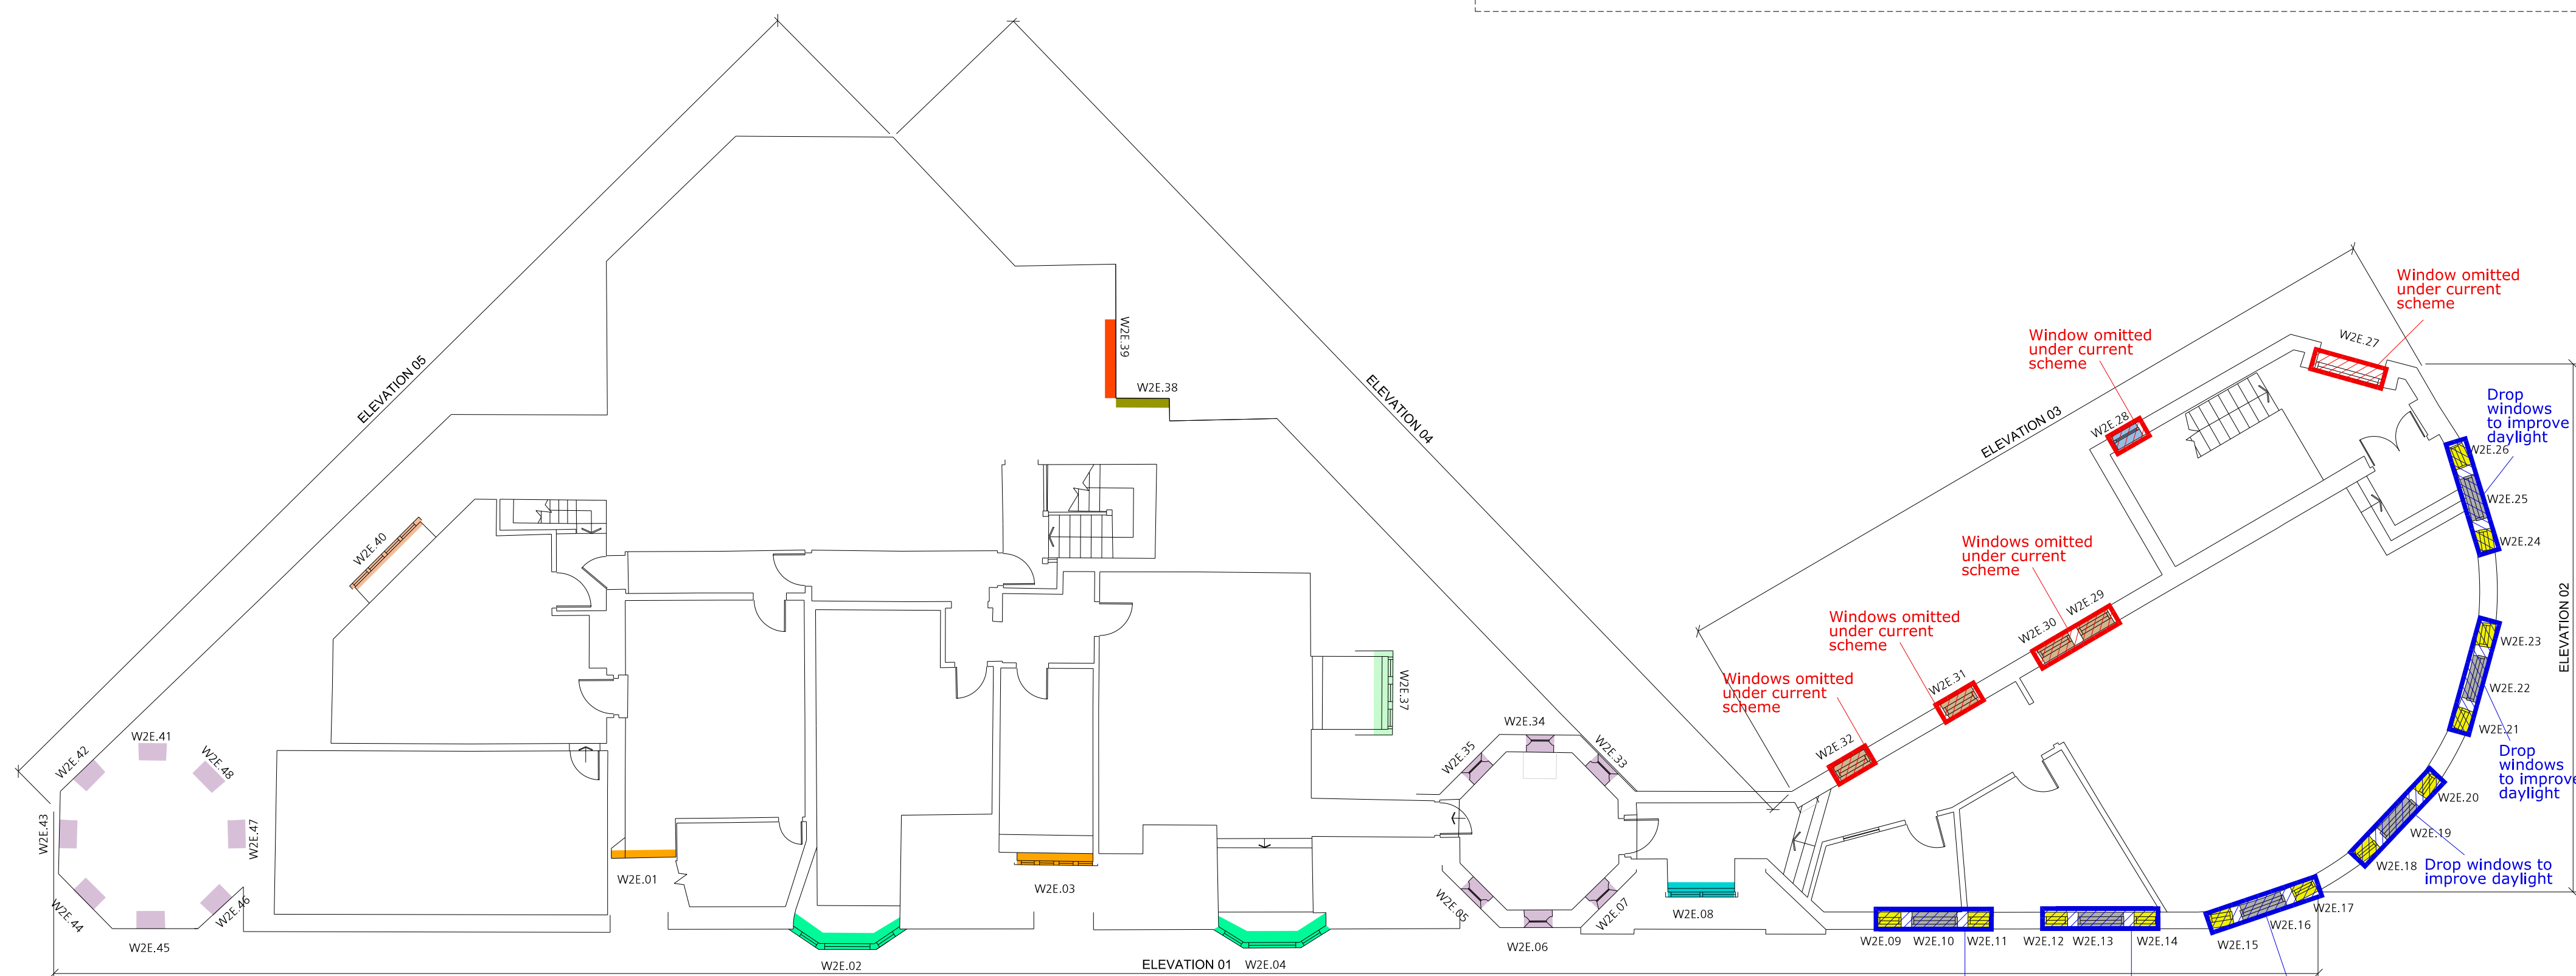 Window omitted
under current
scheme
Window omitted
under current
scheme
W2E.27
W2E.39
W2E.38
ELEVATION 05
ELEVATION 04
ELEVATION 03
W2E.28
Drop
windows
to improve
daylight
W2E.26
W2E.25
W2E.24
W2E.40
Windows omitted
under current
scheme
W2E.29
W2E.30
Windows omitted
under current
scheme
ELEVATION 02
W2E.23
W2E.22
W2E.21
Windows omitted
under current
scheme
W2E.31
W2E.32
W2E.37
W2E.34
W2E.35
W2E.33
W2E.41
W2E.42
W2E.48
W2E.43
W2E.47
W2E.44
W2E.46
W2E.45
Drop
windows
to improve
daylight
W2E.20
W2E.19
W2E.18
Drop windows to
improve daylight
W2E.01
W2E.03
W2E.05
W2E.07
W2E.08
W2E.06
W2E.17
W2E.16
W2E.15
W2E.09
W2E.10
W2E.11
W2E.12
W2E.13
W2E.14
W2E.02
ELEVATION 01
W2E.04